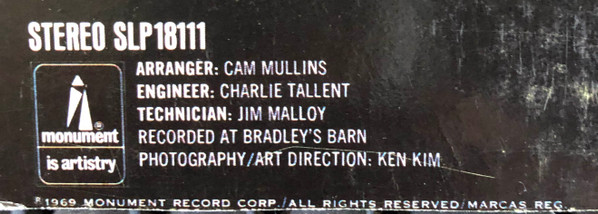 STEREO SLP18111
ARRANGER: CAM MULLINS
ENGINEER: CHARLIE TALLENT
TECHNICIAN: JIM MALLOY
RECORDED AT BRADLEY'S BARN
PHOTOGRAPHY/ART DIRECTION: KEN KIM
monument®
is artistry
℗1969 MONUMENT RECORD CORP./ALL RIGHTS RESERVED/MARCAS REG.